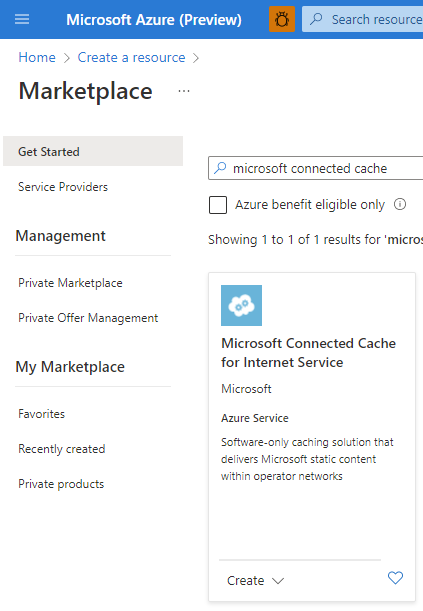 Microsoft Azure (Preview)
Search resource
Home > Create a resource >
Marketplace ...
Get Started
Service Providers
Management
Private Marketplace
Private Offer Management
My Marketplace
Favorites
Recently created
Private products
microsoft connected cache
Azure benefit eligible only
Showing 1 to 1 of 1 results for 'micros
Microsoft Connected Cache
for Internet Service
Microsoft
Azure Service
Software-only caching solution that
delivers Microsoft static content
within operator networks
Create